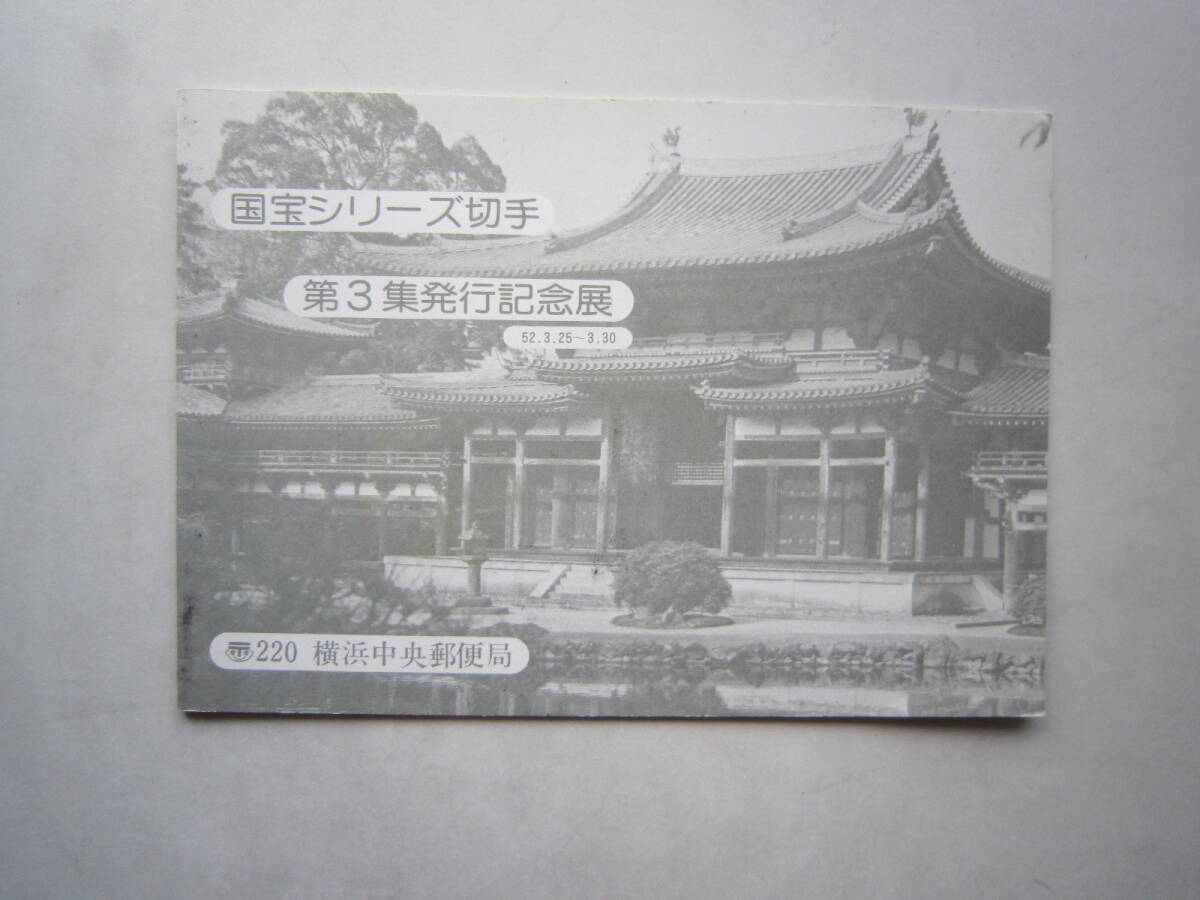 国宝シリーズ切手
第3集発行記念展
52.3.25～3.30
220 横浜中央郵便局